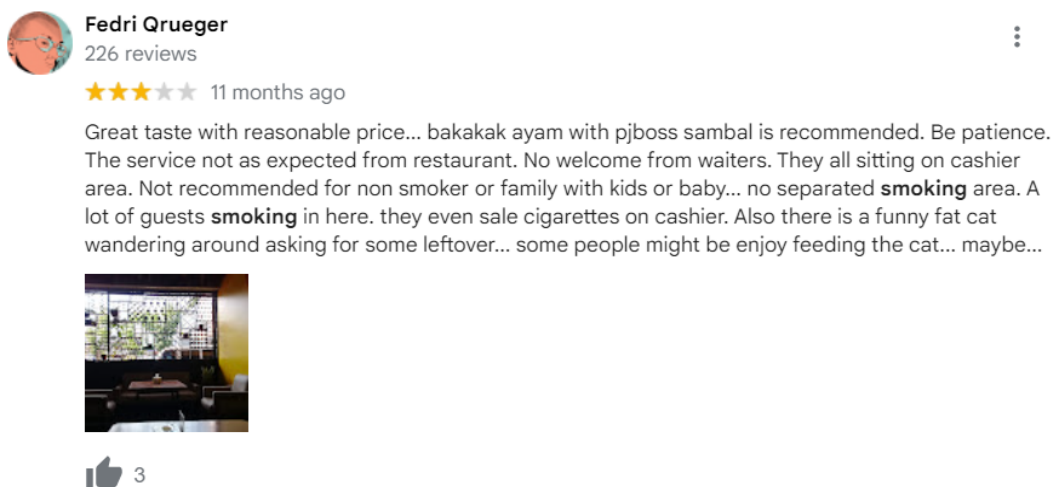 Fedri Qrueger
226 reviews
11 months ago
Great taste with reasonable price... bakakak ayam with pjboss sambal is recommended. Be patience.
The service not as expected from restaurant. No welcome from waiters. They all sitting on cashier
area. Not recommended for non smoker or family with kids or baby... no separated smoking area. A
lot of guests smoking in here. they even sale cigarettes on cashier. Also there is a funny fat cat
wandering around asking for some leftover... some people might be enjoy feeding the cat... maybe...
3